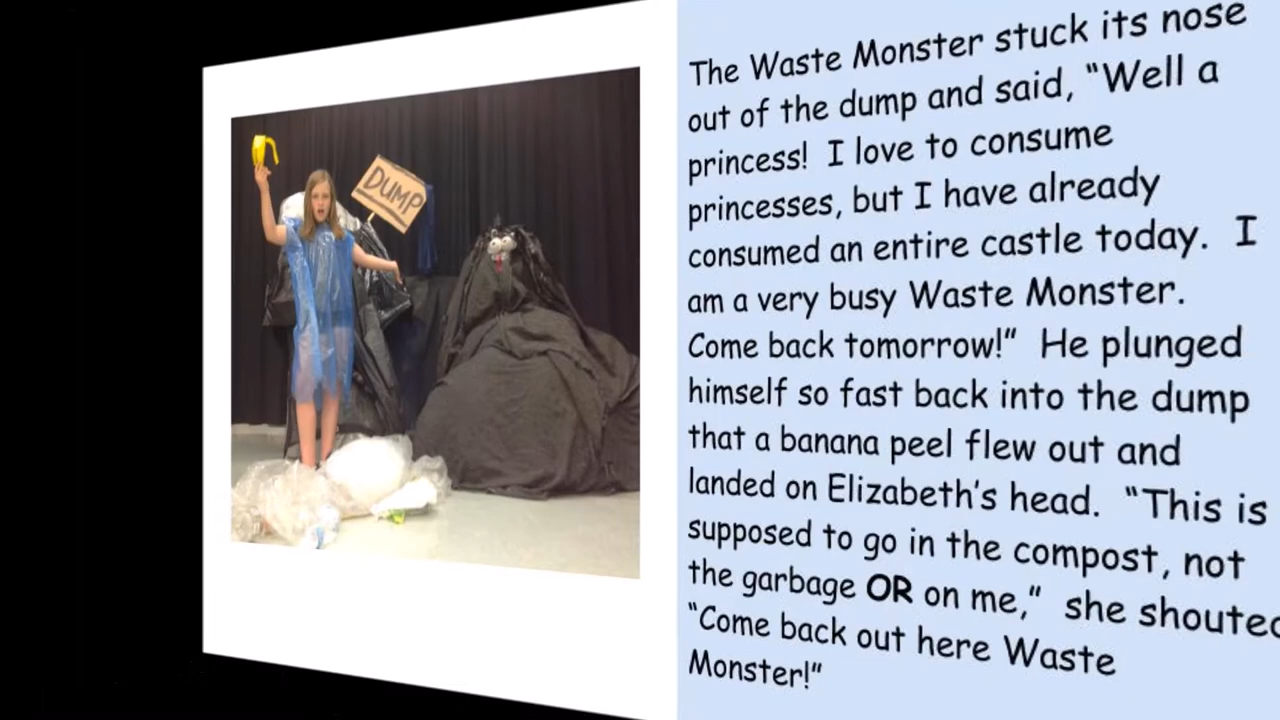 DUMP
The Waste Monster stuck its nose
out of the dump and said, “Well a
princess!  I love to consume
princesses, but I have already
consumed an entire castle today.  I
am a very busy Waste Monster.
Come back tomorrow!”  He plunged
himself so fast back into the dump
that a banana peel flew out and
landed on Elizabeth’s head.  “This is
supposed to go in the compost, not
the garbage OR on me,”  she shouted
“Come back out here Waste
Monster!”